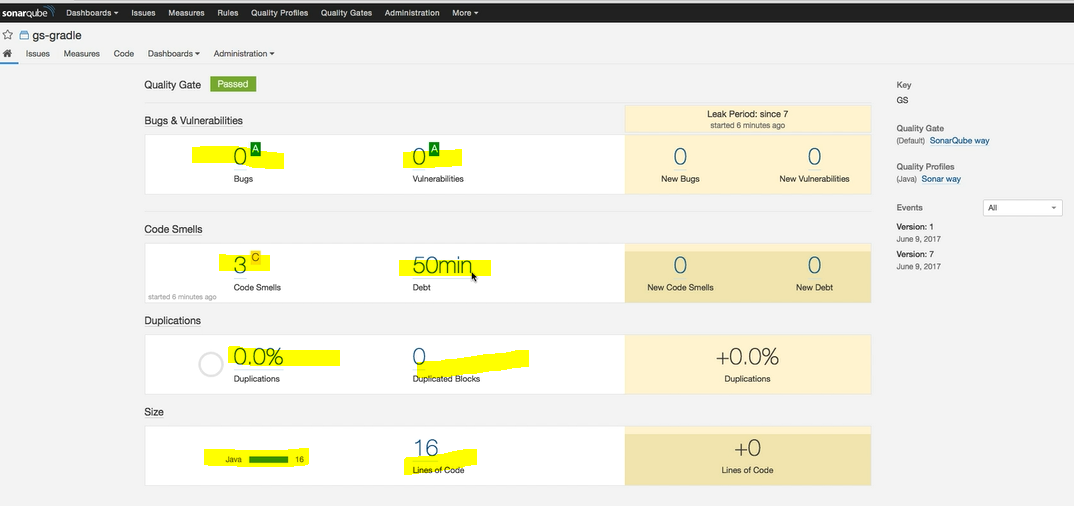 sonarqube Dashboards Issues Measures Rules Quality Profiles Quality Gates Administration More
gs-gradle
Issues Measures Code Dashboards Administration
Quality Gate Passed
Leak Period: since 7
started 6 minutes ago
Bugs & Vulnerabilities
0 A
Bugs
0 A
Vulnerabilities
0
New Bugs
0
New Vulnerabilities
Code Smells
3 C
Code Smells
started 6 minutes ago
50min
Debt
0
New Code Smells
0
New Debt
Duplications
0.0%
Duplications
0
Duplicated Blocks
+0.0%
Duplications
Size
Java 16
16
Lines of Code
+0
Lines of Code
Key
GS
Quality Gate
(Default) SonarQube way
Quality Profiles
(Java) Sonar way
Events All
Version: 1
June 9, 2017
Version: 7
June 9, 2017